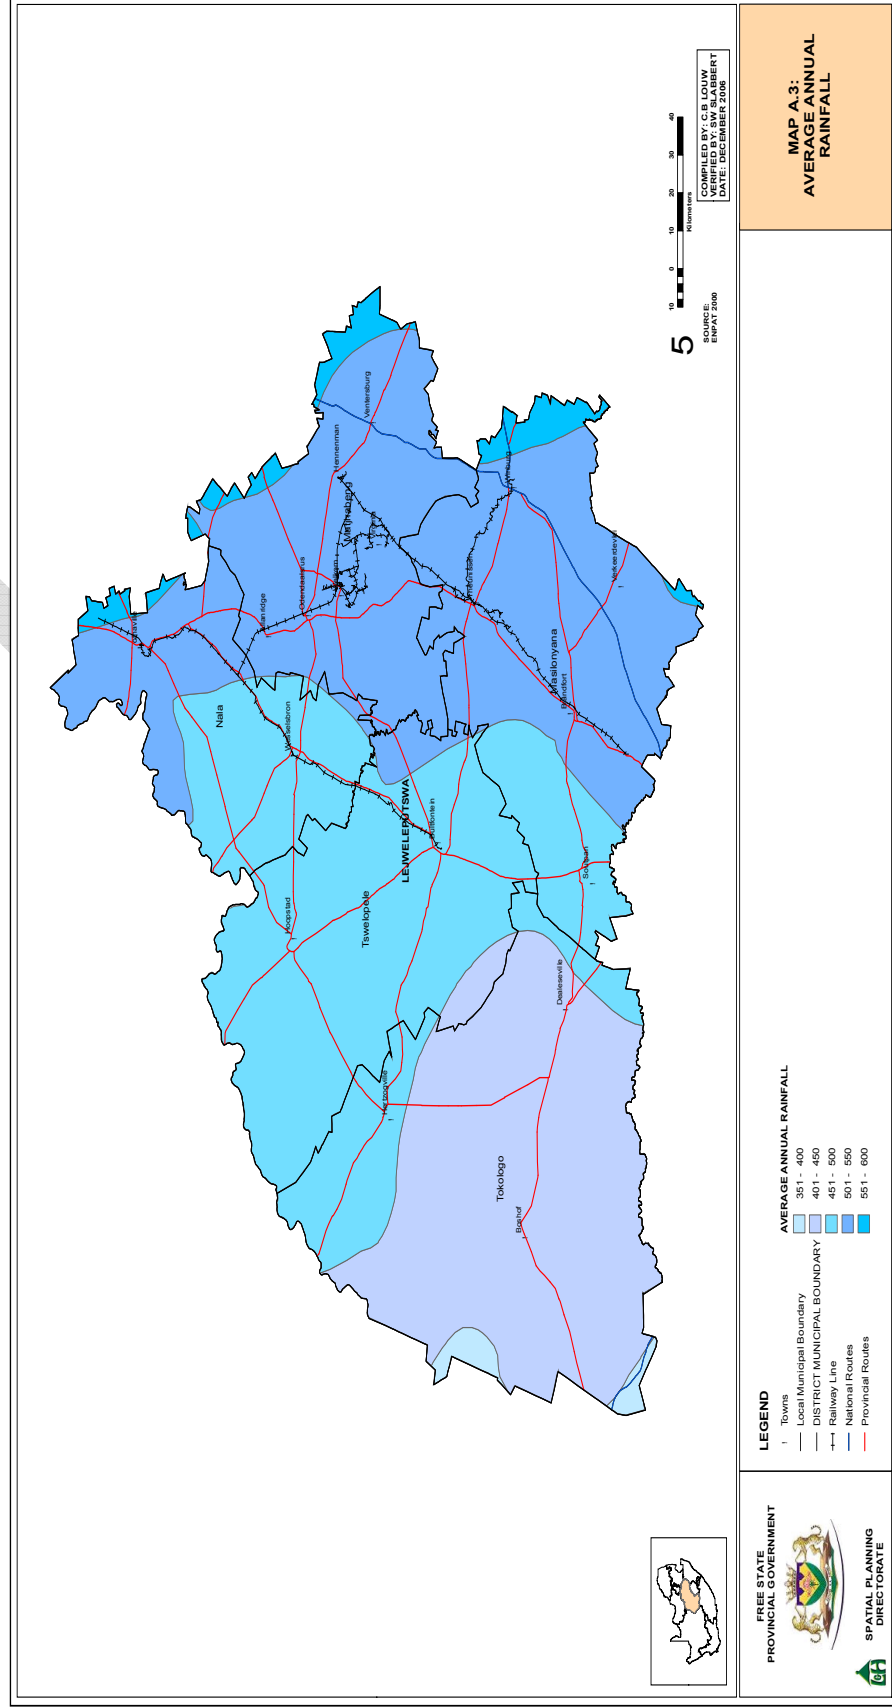 MAP A.3:
AVERAGE ANNUAL
RAINFALL
COMPILED BY: C.B LOUW
VERIFIED BY: SW SLABBERT
DATE: DECEMBER 2006
10 0 10 20 30 40
Kilometers
5
SOURCE:
ENPAT 2000
Nala
Wesselsbron
Allanridge
Odendaalsrus
Hennenman
Ventersburg
Matjhabeng
Virginia
Winburg
Verkeerdevlei
Masilonyana
Brandfort
LEJWELEPUTSWA
Bultfontein
Hoopstad
Tswelopele
Soutpan
Dealesville
Hertzogville
Tokologo
Boshof
LEGEND
Towns
Local Municipal Boundary
DISTRICT MUNICIPAL BOUNDARY
Railway Line
National Routes
Provincial Routes
AVERAGE ANNUAL RAINFALL
351 - 400
401 - 450
451 - 500
501 - 550
551 - 600
FREE STATE
PROVINCIAL GOVERNMENT
SPATIAL PLANNING
DIRECTORATE